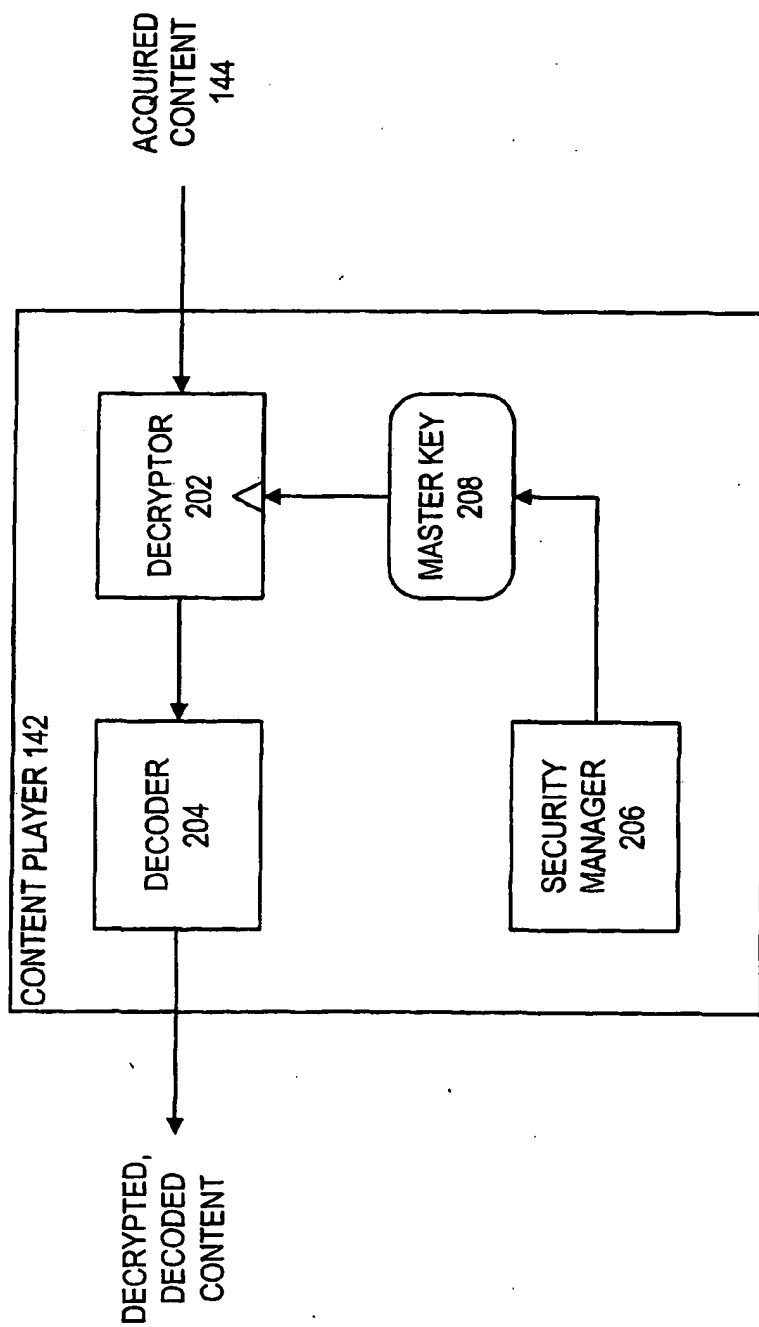 CONTENT PLAYER 142
DECRYPTED,
DECODED
CONTENT
DECODER
204
DECRYPTOR
202
ACQUIRED
CONTENT
144
SECURITY
MANAGER
206
MASTER KEY
208